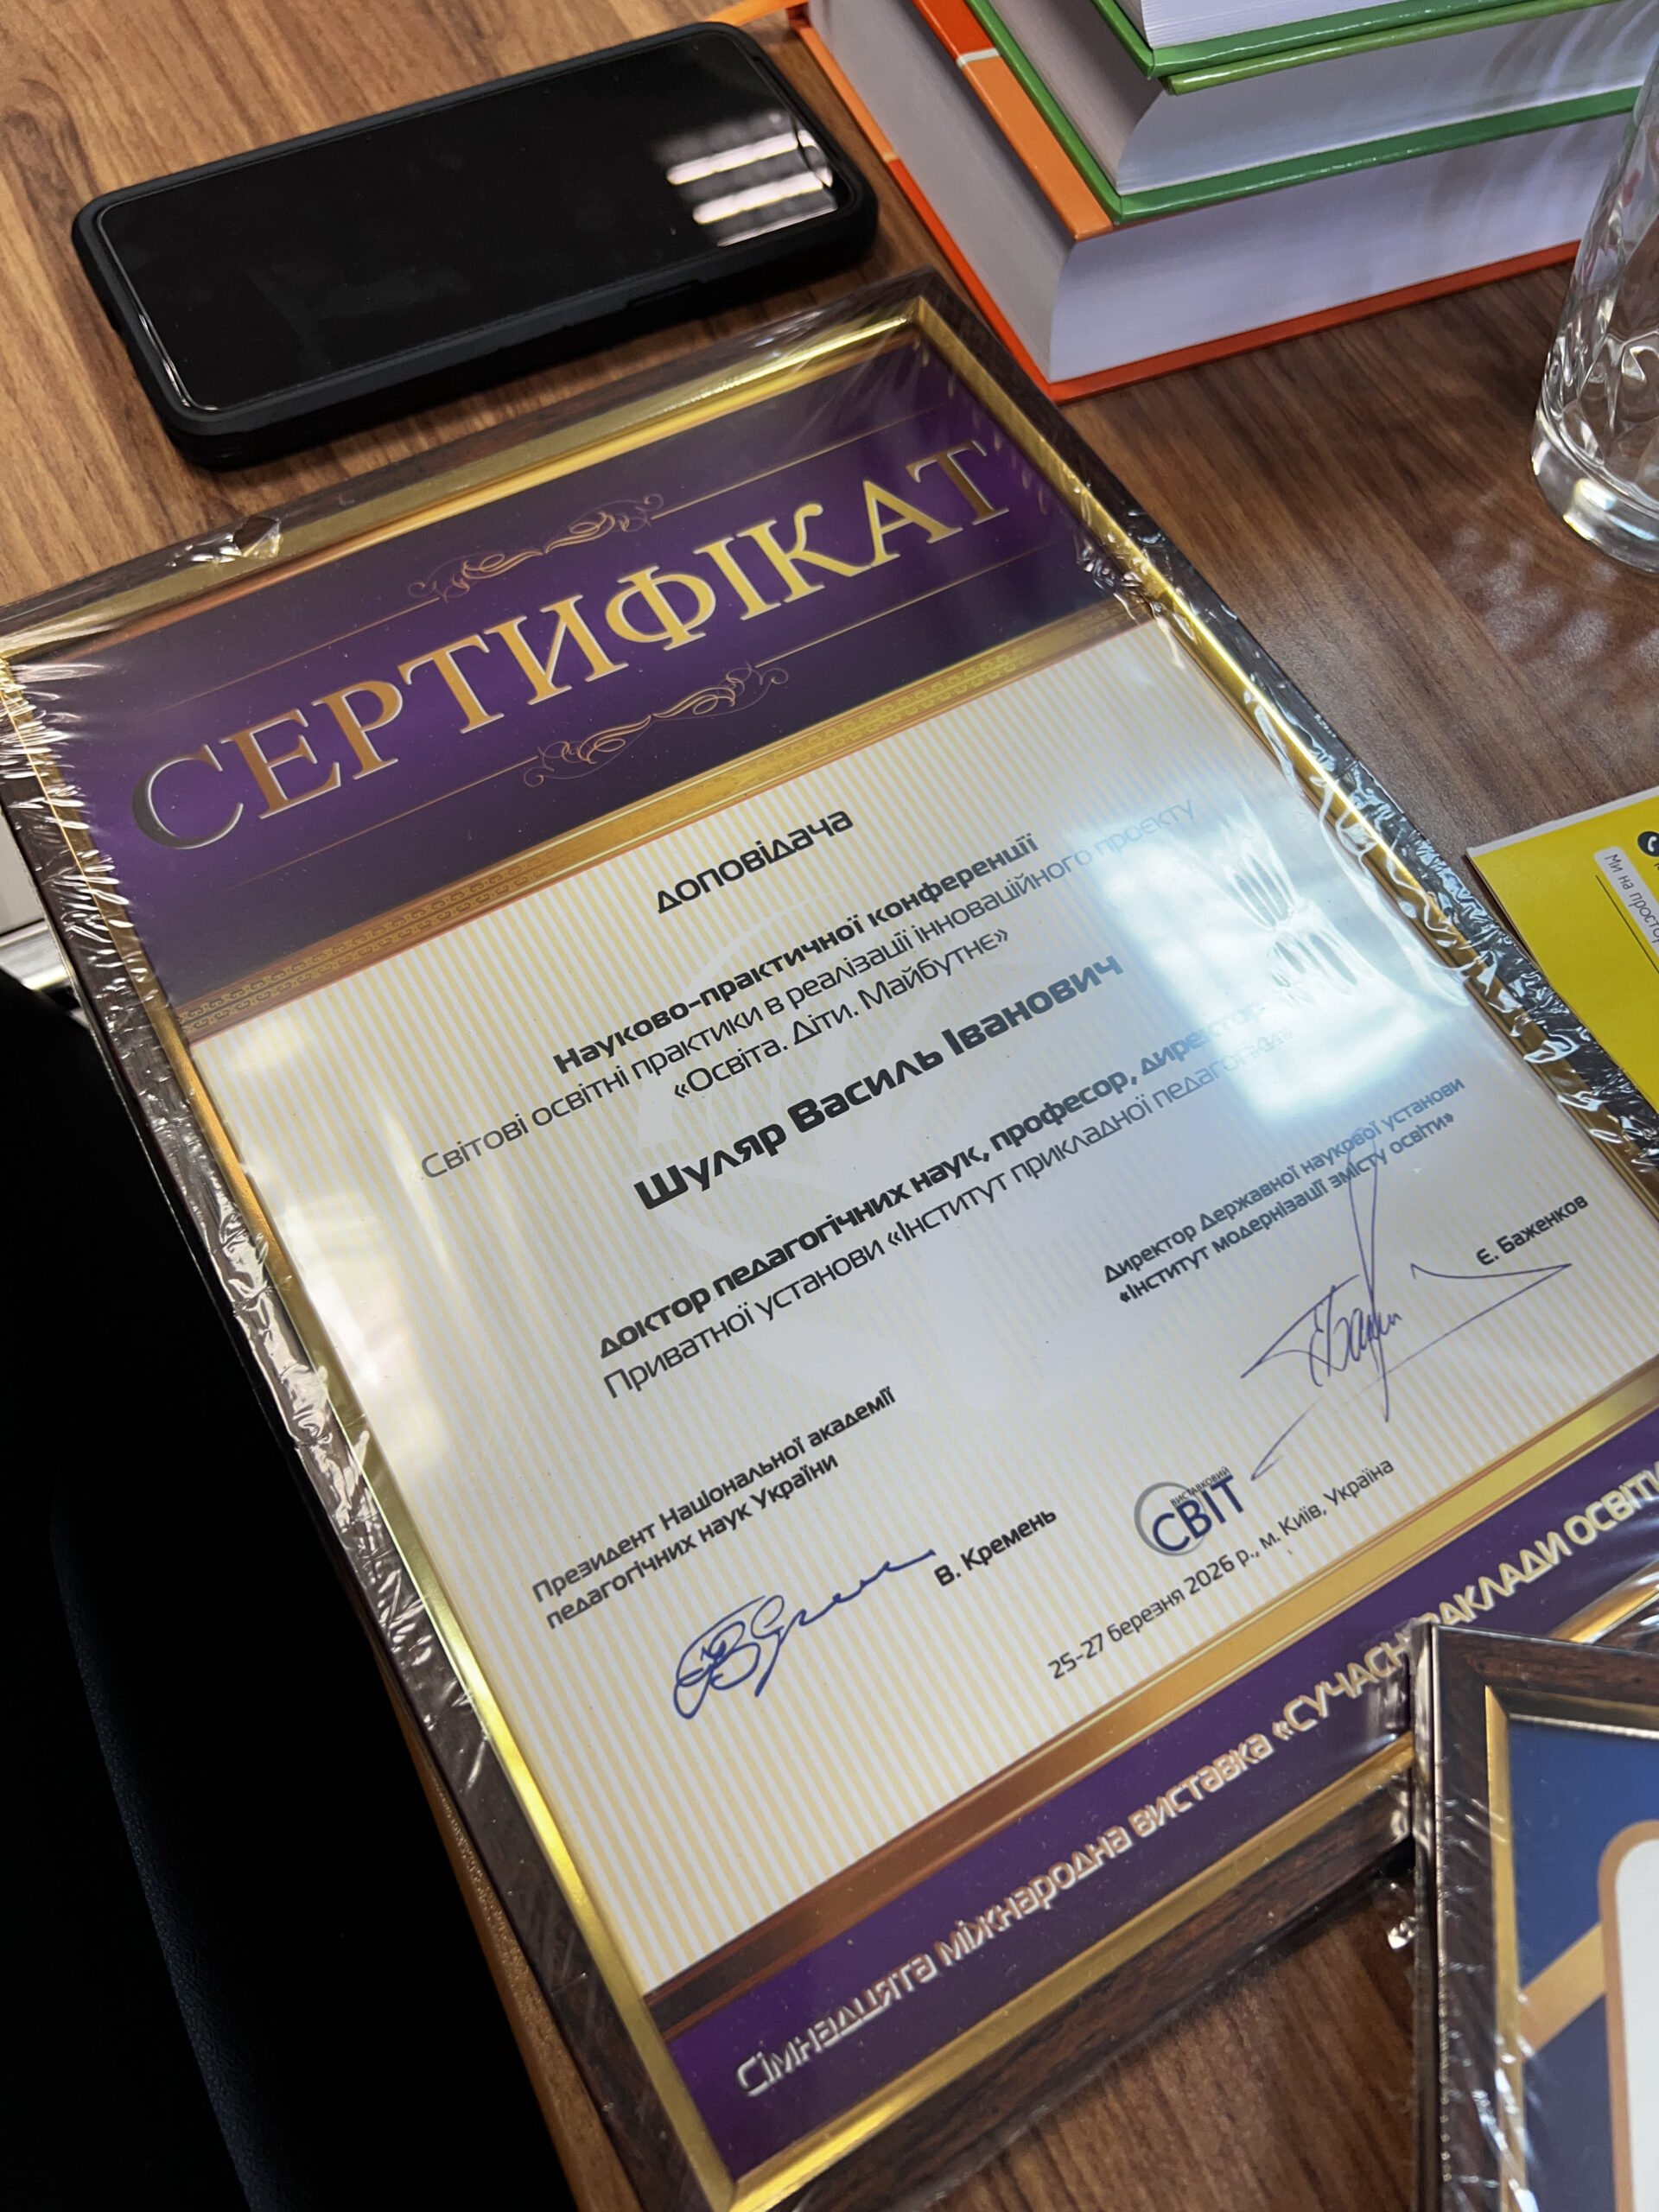 СЕРТИФІКАТ
доповідача
Науково-практичної конференції
«Світові освітні практики в реалізації інноваційного проєкту
«Освіта. Діти. Майбутнє»
Шуляр Василь Іванович
доктор педагогічних наук, професор, директор
Приватної установи «Інститут прикладної педагогіки»
Директор Державної наукової установи
«Інститут модернізації змісту освіти»
Є. Баженков
Президент Національної академії
педагогічних наук України
В. Кремень
ВИСТАВКОВИЙ
СВІТ
25-27 березня 2026 р., м. Київ, Україна
Сімнадцята міжнародна виставка «СУЧАСНІ ЗАКЛАДИ ОСВІТИ
Ми на